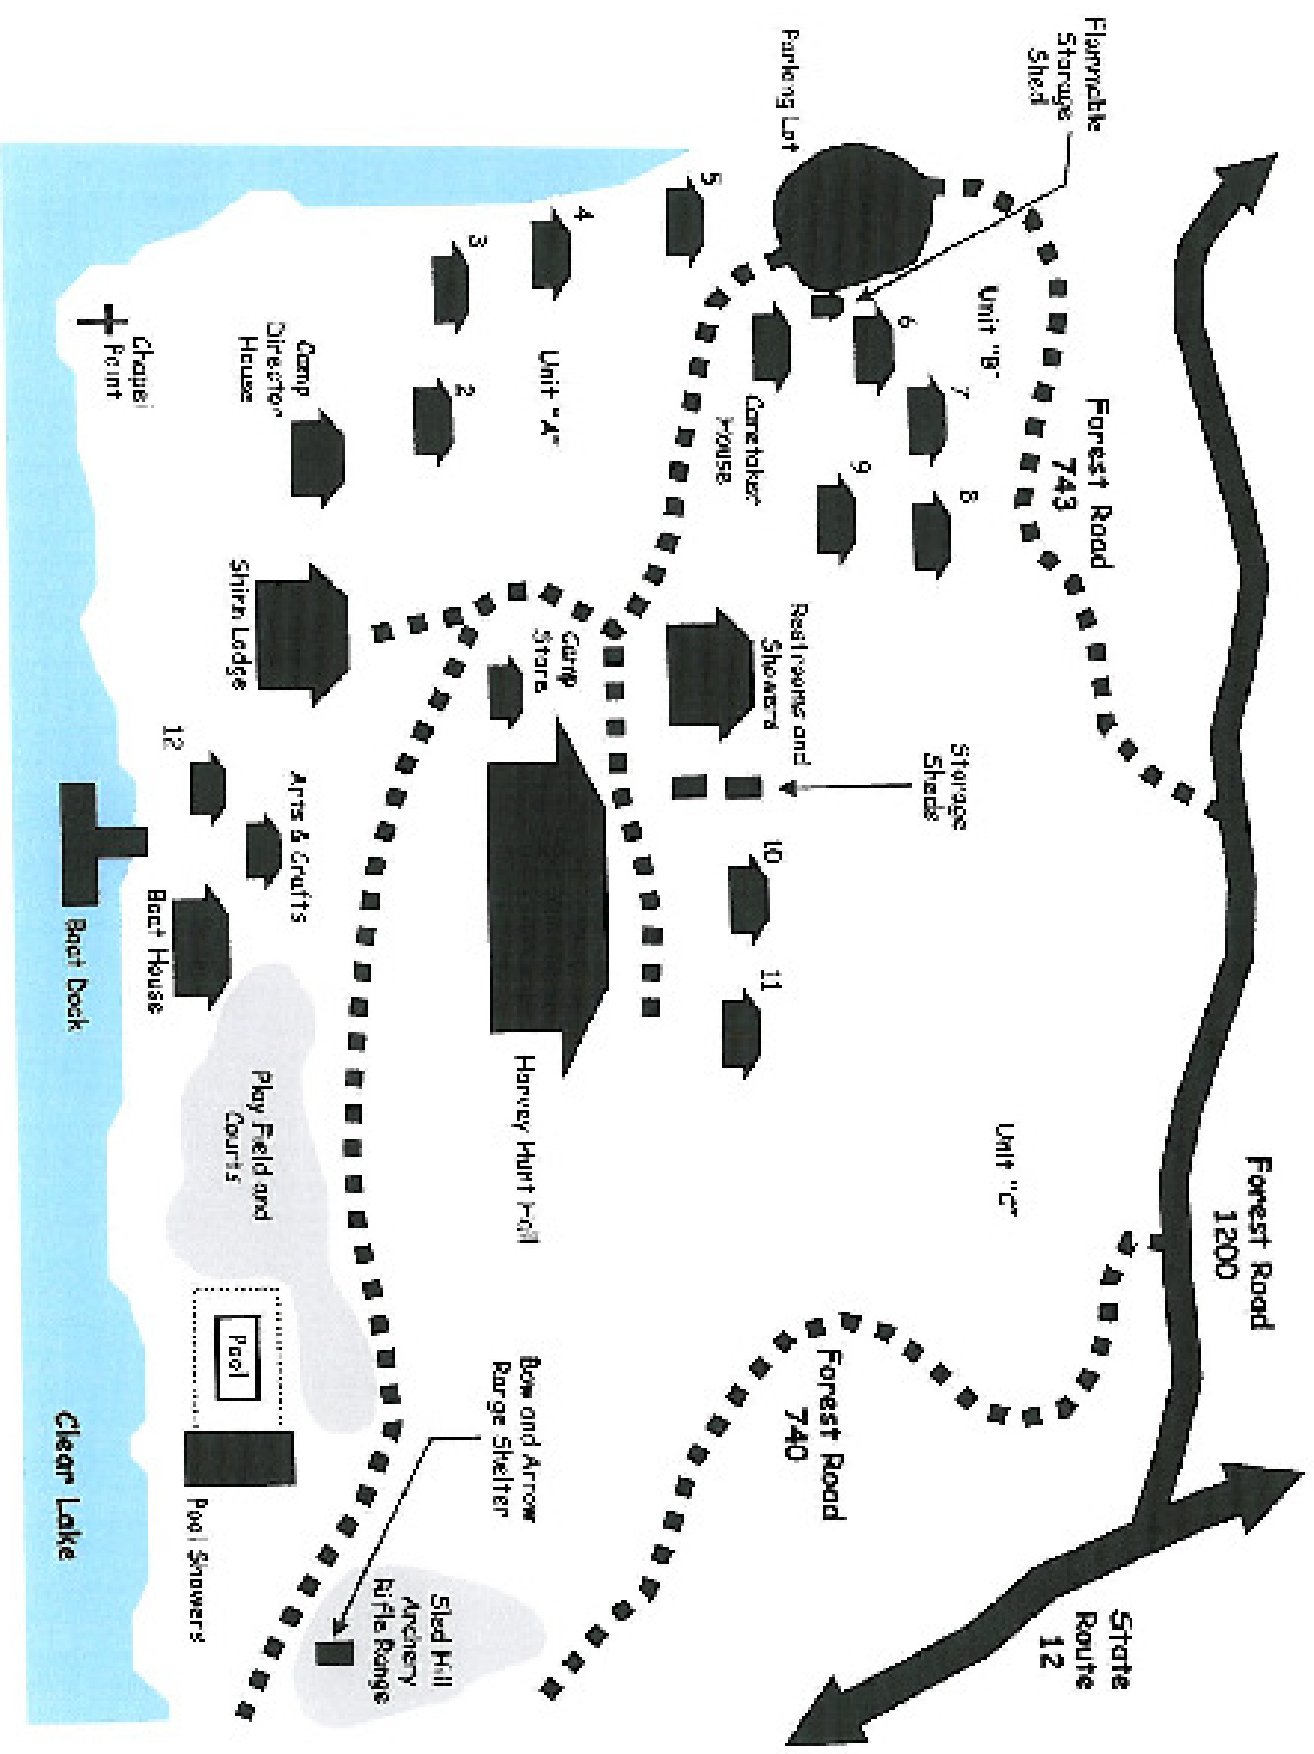 Flammable
Storage
Shed
Parking Lot
5
4
3
2
Unit "A"
Unit "B"
6
7
8
9
Caretaker
House
Forest Road
743
Chapel
Point
Camp
Director
House
Shinn Lodge
Camp
Store
Restrooms and
Showers
Storage
Sheds
10
11
12
Arts & Crafts
Boat House
Boat Dock
Harvey Hunt Hall
Play Field and
Courts
Unit "C"
Forest Road
1200
Pool
Pool Showers
Bow and Arrow
Range Shelter
Forest Road
740
Sled Hill
Archery
Rifle Range
State
Route
12
Clear Lake